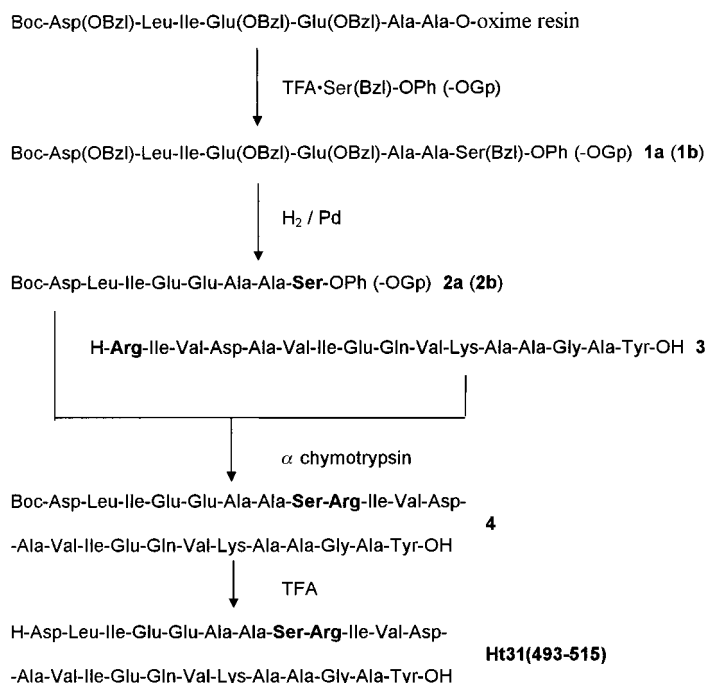 Boc-Asp(OBzl)-Leu-Ile-Glu(OBzl)-Glu(OBzl)-Ala-Ala-O-oxime resin
TFA•Ser(Bzl)-OPh (-OGp)
Boc-Asp(OBzl)-Leu-Ile-Glu(OBzl)-Glu(OBzl)-Ala-Ala-Ser(Bzl)-OPh (-OGp) 1a (1b)
H₂ / Pd
Boc-Asp-Leu-Ile-Glu-Glu-Ala-Ala-Ser-OPh (-OGp) 2a (2b)
H-Arg-Ile-Val-Asp-Ala-Val-Ile-Glu-Gln-Val-Lys-Ala-Ala-Gly-Ala-Tyr-OH 3
α chymotrypsin
Boc-Asp-Leu-Ile-Glu-Glu-Ala-Ala-Ser-Arg-Ile-Val-Asp-
4
-Ala-Val-Ile-Glu-Gln-Val-Lys-Ala-Ala-Gly-Ala-Tyr-OH
TFA
H-Asp-Leu-Ile-Glu-Glu-Ala-Ala-Ser-Arg-Ile-Val-Asp-
Ht31(493-515)
-Ala-Val-Ile-Glu-Gln-Val-Lys-Ala-Ala-Gly-Ala-Tyr-OH